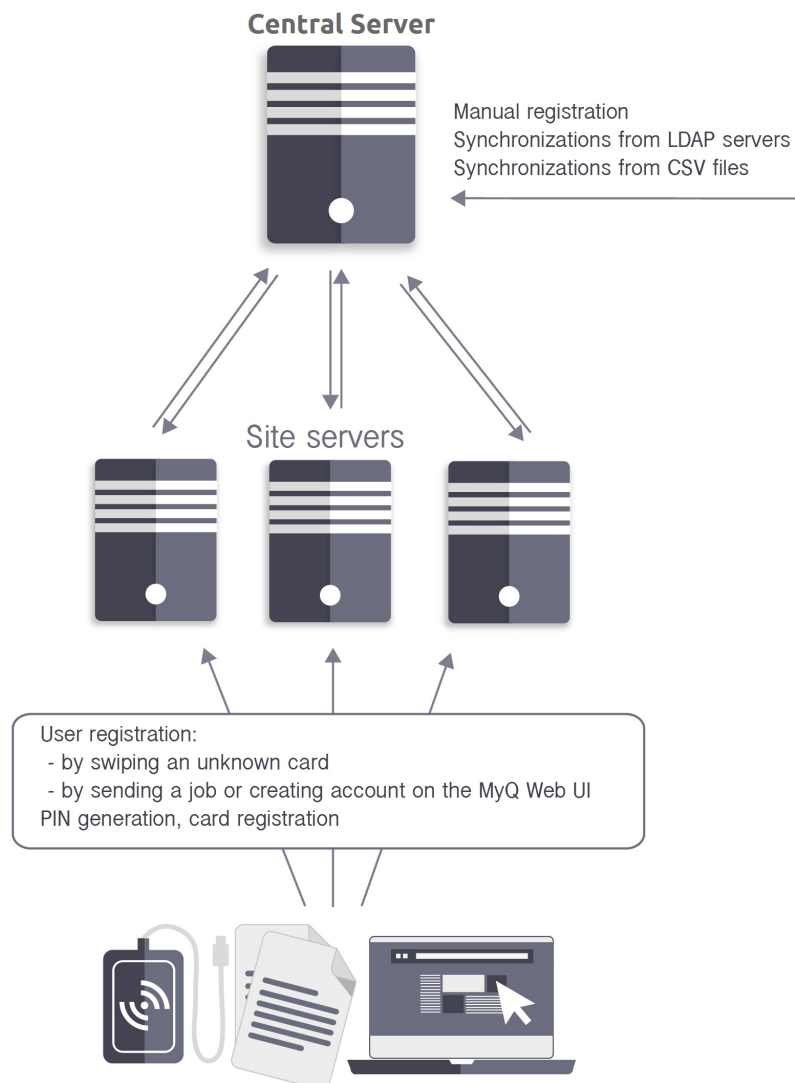 Central Server
Manual registration
Synchronizations from LDAP servers
Synchronizations from CSV files
Site servers
User registration:
- by swiping an unknown card
- by sending a job or creating account on the MyQ Web UI
PIN generation, card registration